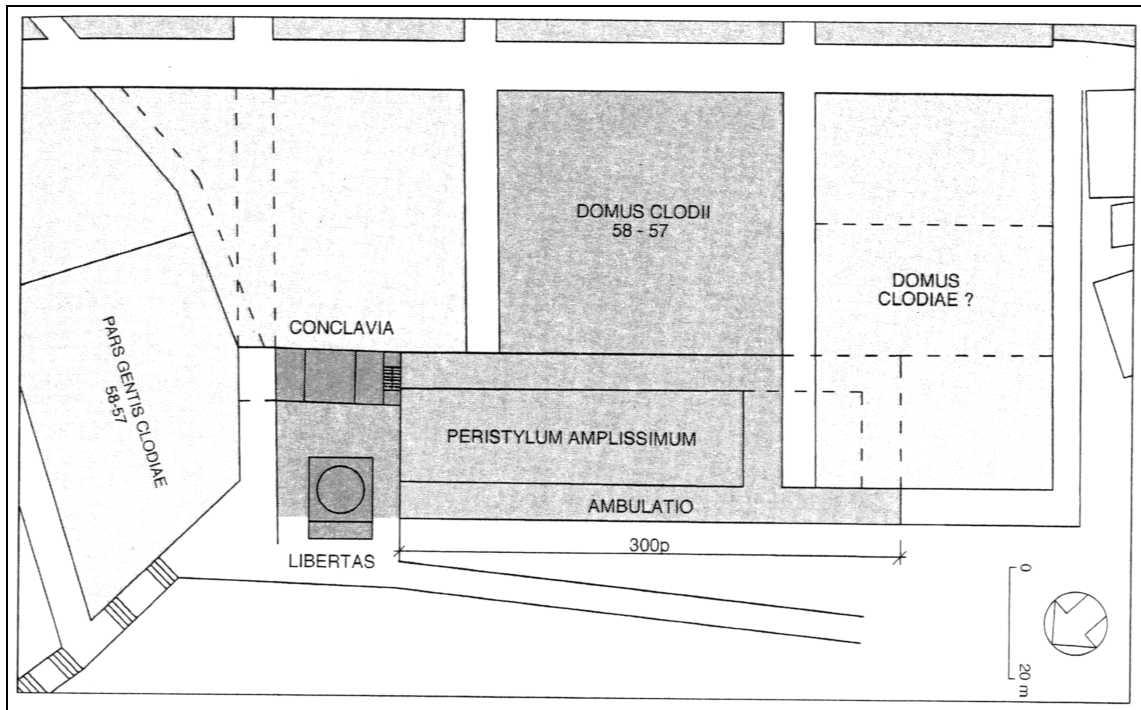 DOMUS CLODII
58 - 57
DOMUS
CLODIAE ?
CONCLAVIA
PARS GENTIS CLODIAE
58-57
PERISTYLUM AMPLISSIMUM
AMBULATIO
300p
LIBERTAS
0
20 m